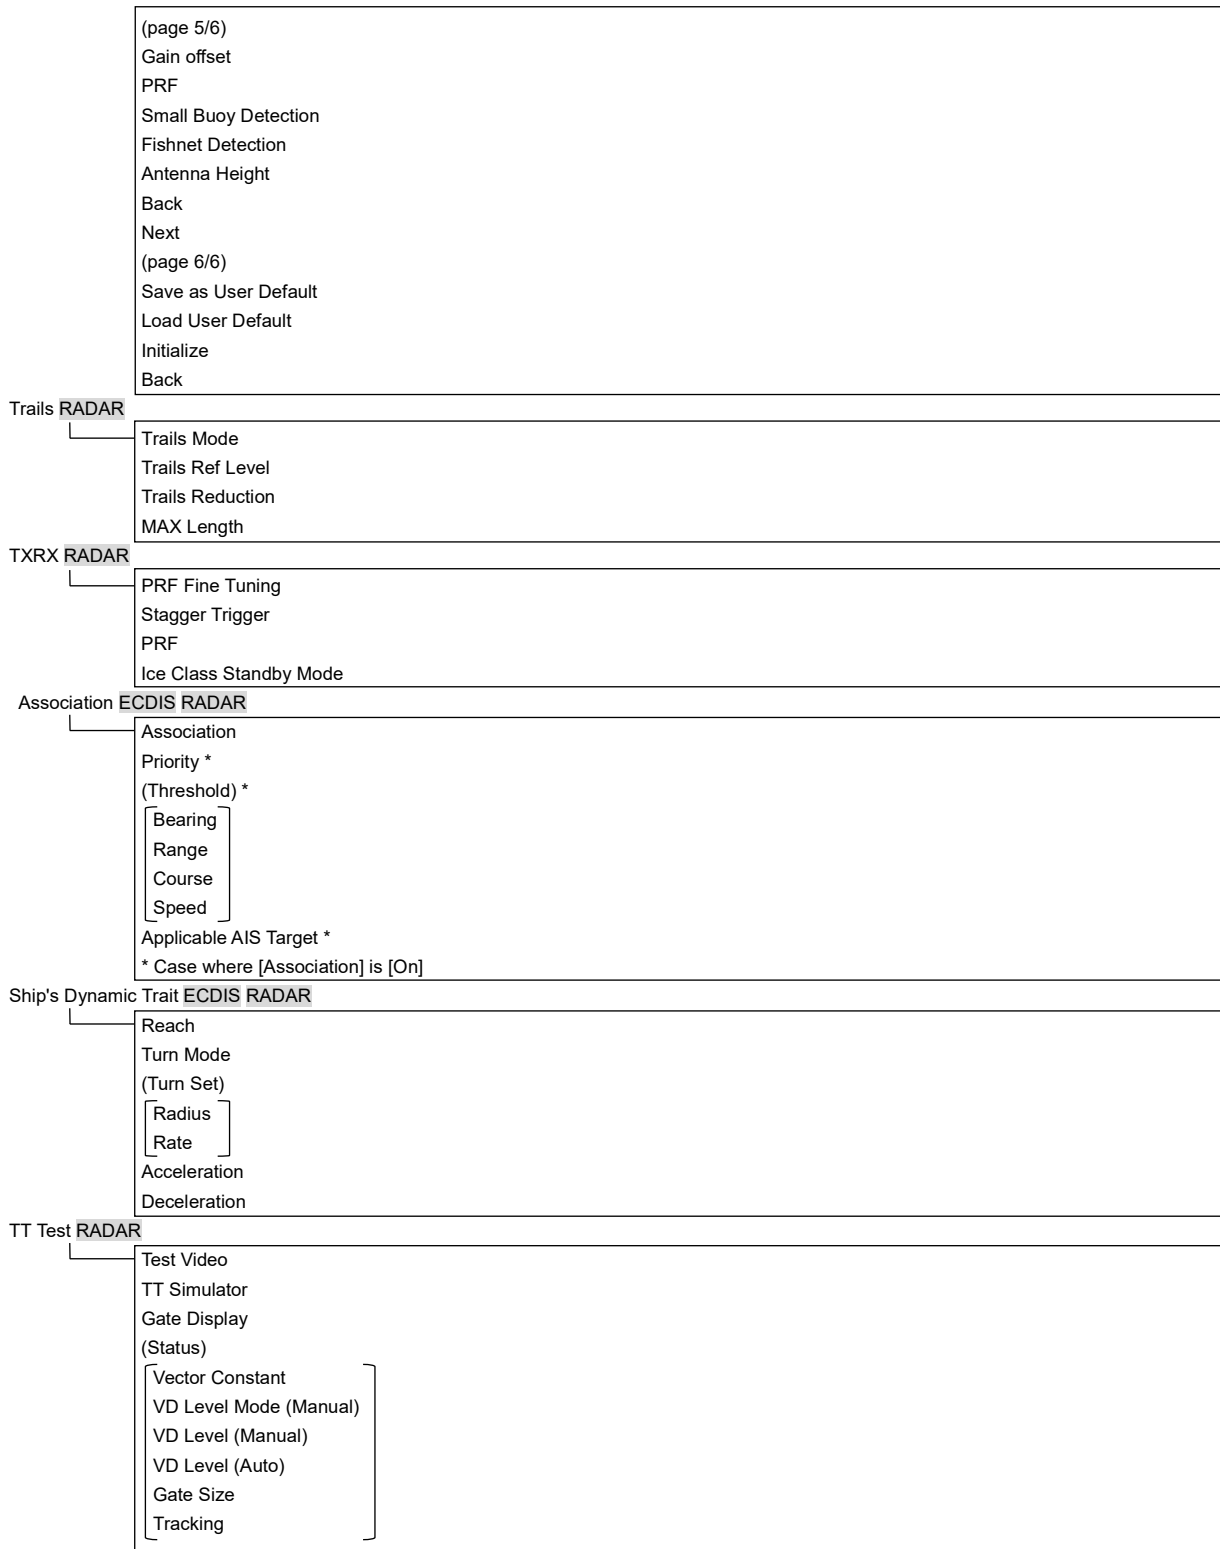 (page 5/6)
Gain offset
PRF
Small Buoy Detection
Fishnet Detection
Antenna Height
Back
Next
(page 6/6)
Save as User Default
Load User Default
Initialize
Back
Trails RADAR
Trails Mode
Trails Ref Level
Trails Reduction
MAX Length
TXRX RADAR
PRF Fine Tuning
Stagger Trigger
PRF
Ice Class Standby Mode
Association ECDIS RADAR
Association
Priority *
(Threshold) *
Bearing
Range
Course
Speed
Applicable AIS Target *
* Case where [Association] is [On]
Ship's Dynamic Trait ECDIS RADAR
Reach
Turn Mode
(Turn Set)
Radius
Rate
Acceleration
Deceleration
TT Test RADAR
Test Video
TT Simulator
Gate Display
(Status)
Vector Constant
VD Level Mode (Manual)
VD Level (Manual)
VD Level (Auto)
Gate Size
Tracking